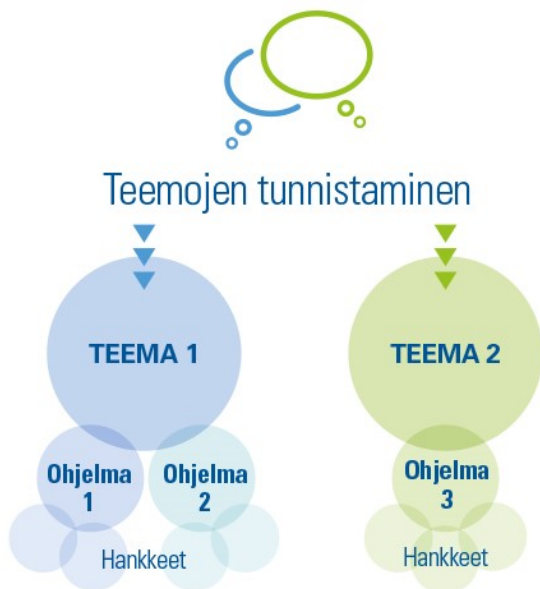 Teemojen tunnistaminen
TEEMA 1
TEEMA 2
Ohjelma
1
Ohjelma
2
Ohjelma
3
Hankkeet
Hankkeet